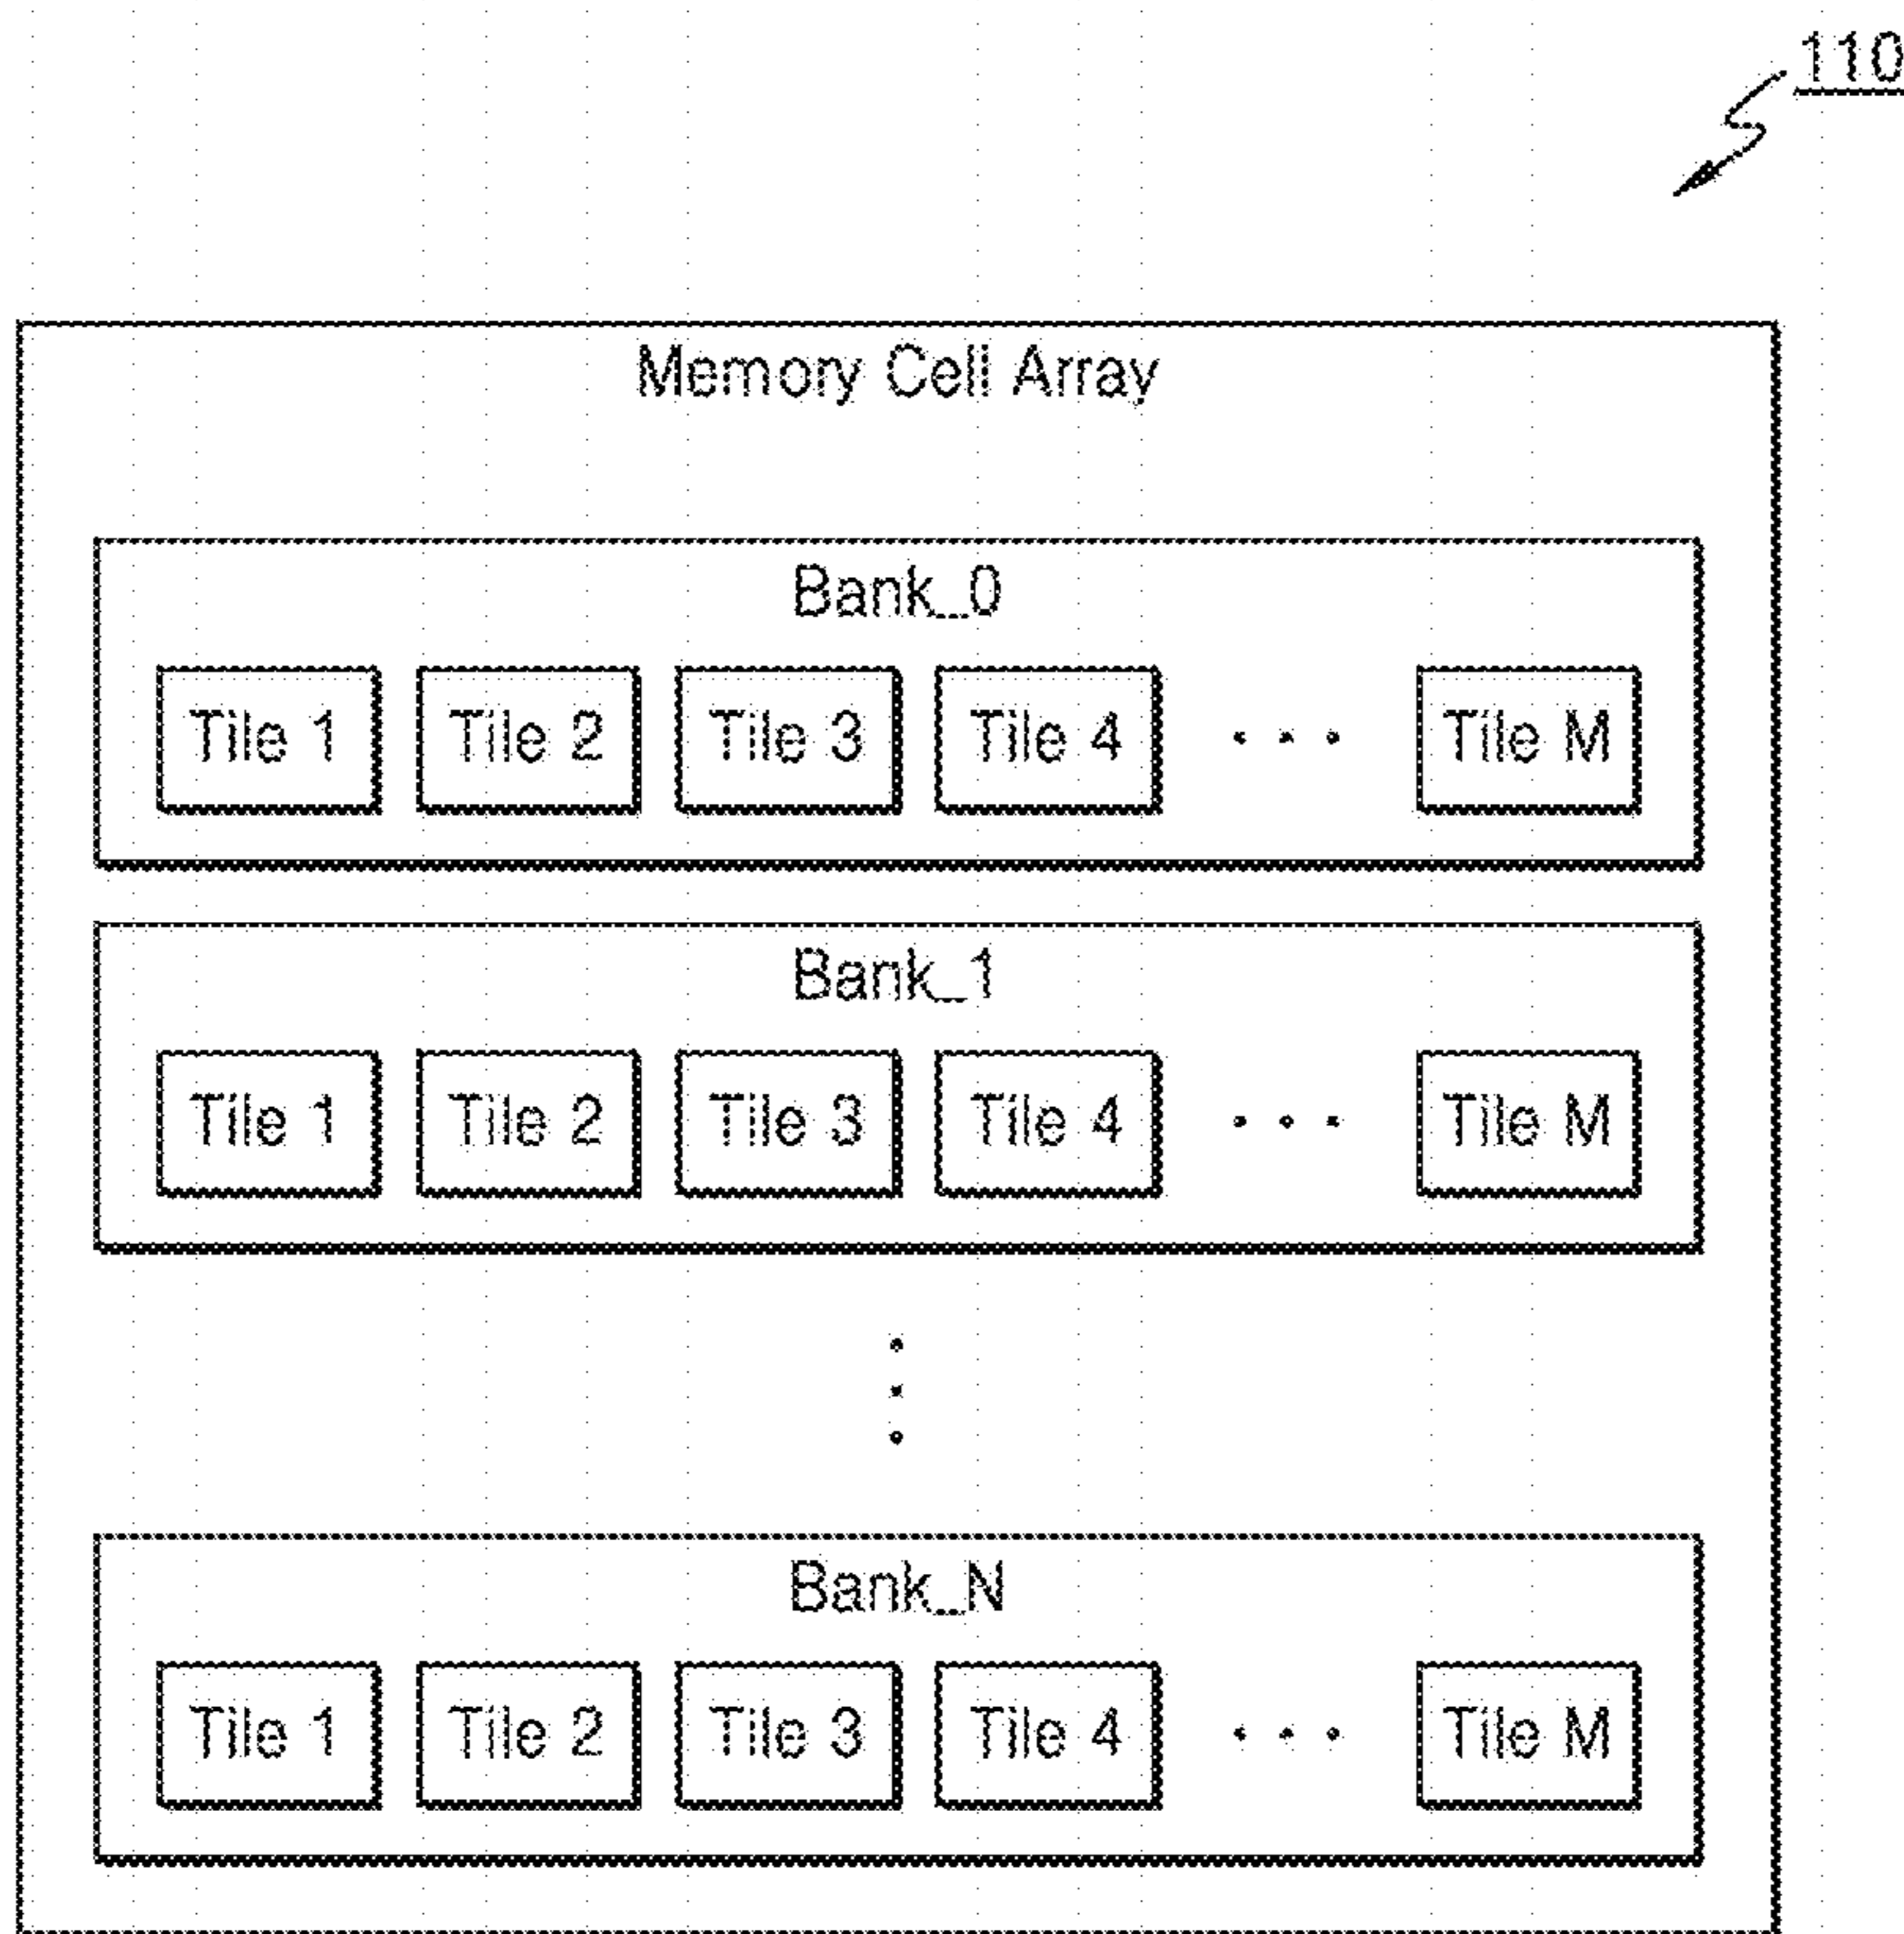 110
Memory Cell Array
Bank_0
Tile 1 Tile 2 Tile 3 Tile 4 · · · Tile M
Bank_1
Tile 1 Tile 2 Tile 3 Tile 4 · · · Tile M
Bank_N
Tile 1 Tile 2 Tile 3 Tile 4 · · · Tile M